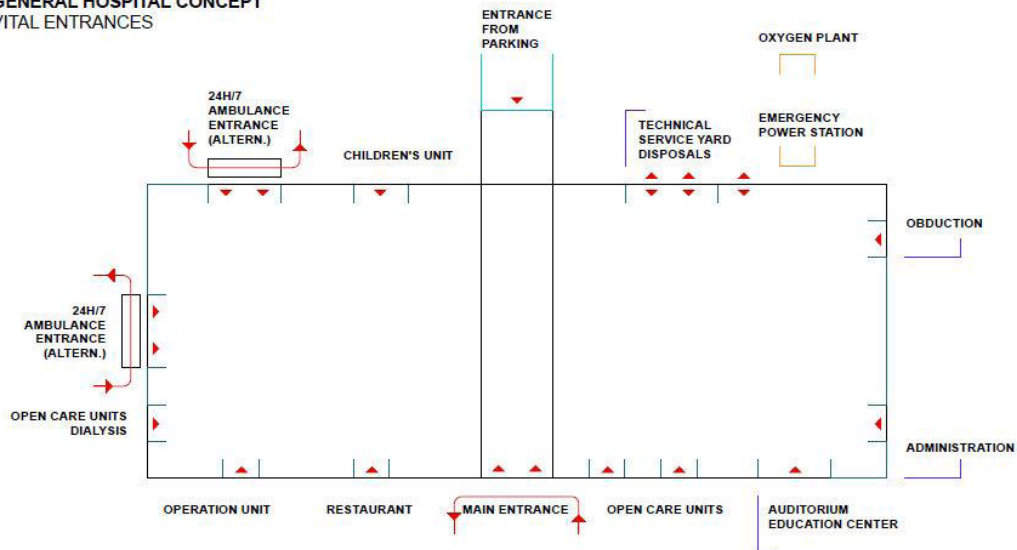 GENERAL HOSPITAL CONCEPT
VITAL ENTRANCES
ENTRANCE
FROM
PARKING
OXYGEN PLANT
24H/7
AMBULANCE
ENTRANCE
(ALTERN.)
CHILDREN'S UNIT
TECHNICAL
SERVICE YARD
DISPOSALS
EMERGENCY
POWER STATION
OBDUCTION
24H/7
AMBULANCE
ENTRANCE
(ALTERN.)
OPEN CARE UNITS
DIALYSIS
ADMINISTRATION
OPERATION UNIT
RESTAURANT
MAIN ENTRANCE
OPEN CARE UNITS
AUDITORIUM
EDUCATION CENTER